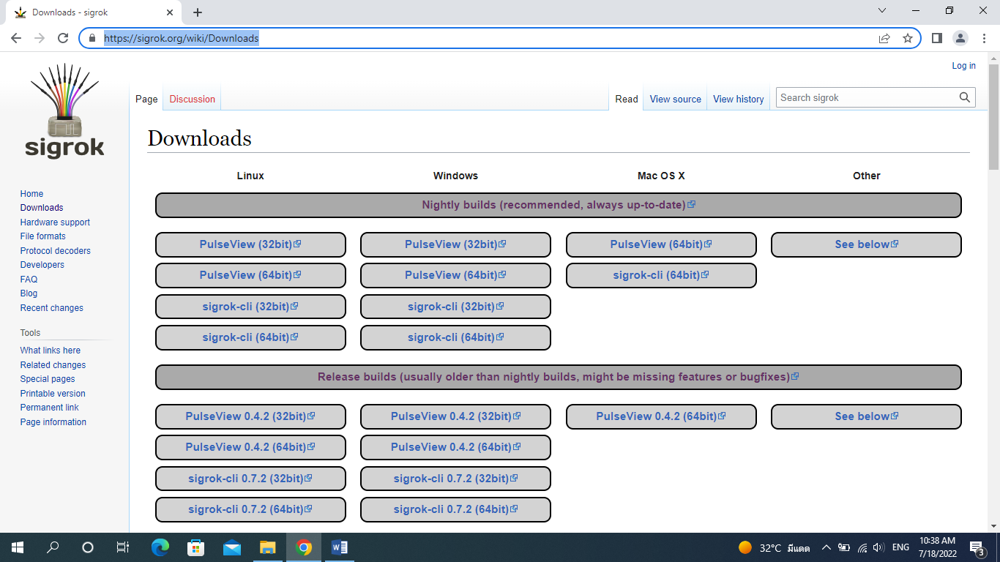 Downloads - sigrok
https://sigrok.org/wiki/Downloads
Log in
Page
Discussion
Read
View source
View history
Search sigrok
sigrok
Downloads
Home
Downloads
Hardware support
File formats
Protocol decoders
Developers
FAQ
Blog
Recent changes
Tools
What links here
Related changes
Special pages
Printable version
Permanent link
Page information
Linux
Windows
Mac OS X
Other
Nightly builds (recommended, always up-to-date)
PulseView (32bit)
PulseView (32bit)
PulseView (64bit)
See below
PulseView (64bit)
PulseView (64bit)
sigrok-cli (64bit)
sigrok-cli (32bit)
sigrok-cli (32bit)
sigrok-cli (64bit)
sigrok-cli (64bit)
Release builds (usually older than nightly builds, might be missing features or bugfixes)
PulseView 0.4.2 (32bit)
PulseView 0.4.2 (32bit)
PulseView 0.4.2 (64bit)
See below
PulseView 0.4.2 (64bit)
PulseView 0.4.2 (64bit)
sigrok-cli 0.7.2 (32bit)
sigrok-cli 0.7.2 (32bit)
sigrok-cli 0.7.2 (64bit)
sigrok-cli 0.7.2 (64bit)
32°C มีแดด
ENG
10:38 AM
7/18/2022
3